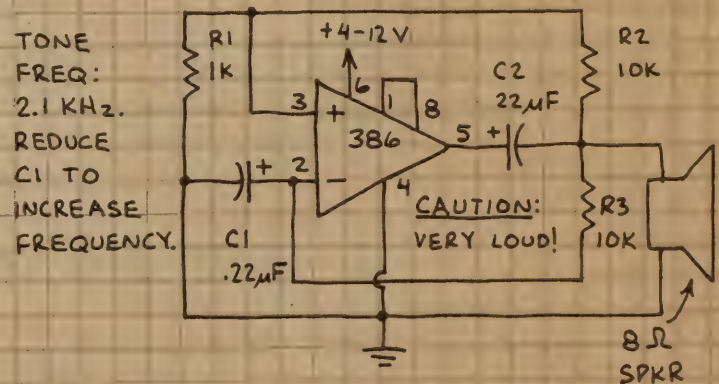 TONE
FREQ:
2.1 KHz.
REDUCE
C1 TO
INCREASE
FREQUENCY.
R1
1K
+4-12V
6
3
+
1
8
386
2
-
5
4
+
C2
22µF
R2
10K
+
C1
.22µF
CAUTION:
VERY LOUD!
R3
10K
8 Ω
SPKR